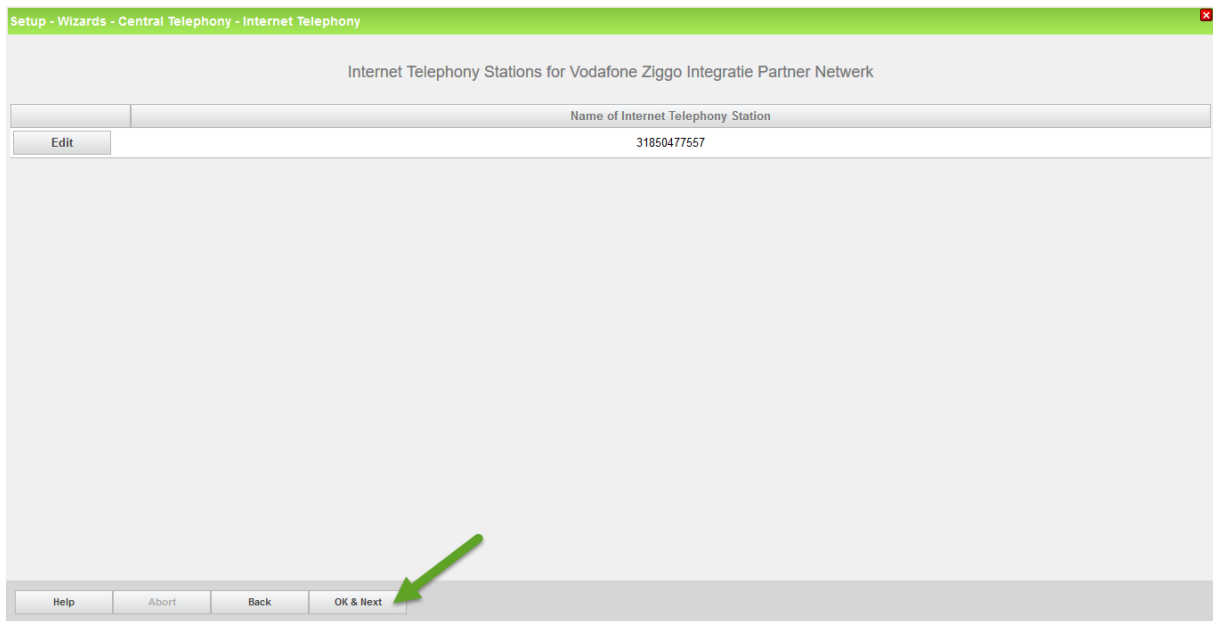 Setup - Wizards - Central Telephony - Internet Telephony
Internet Telephony Stations for Vodafone Ziggo Integratie Partner Netwerk
Name of Internet Telephony Station
Edit 31850477557
Help Abort Back OK & Next